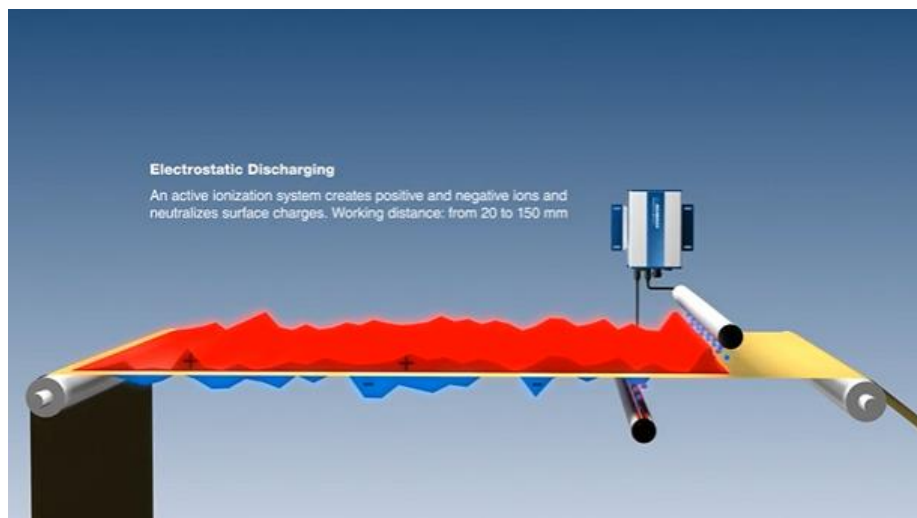 Electrostatic Discharging
An active ionization system creates positive and negative ions and
neutralizes surface charges. Working distance: from 20 to 150 mm
+
+
-
-